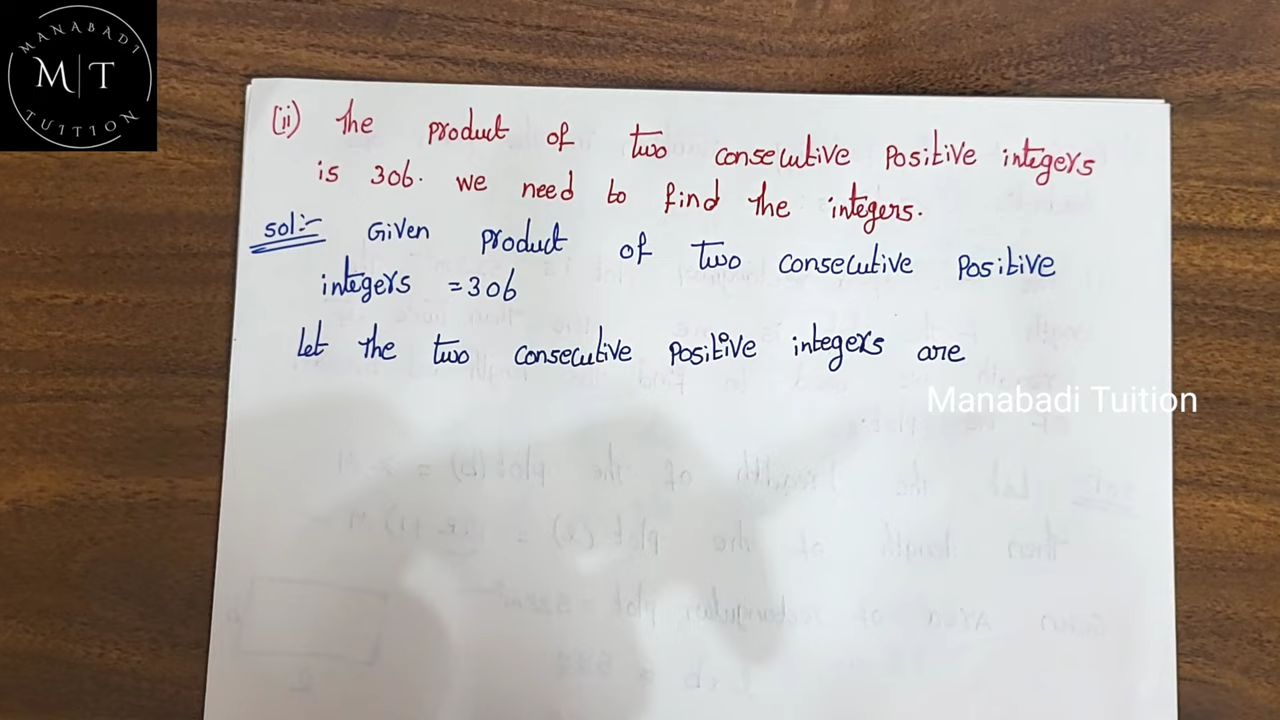 MANABADI
M|T
TUITION
(ii) the product of two consecutive positive integers
is 306. we need to find the integers.
sol:- Given product of two consecutive positive
integers = 306
let the two consecutive positive integers are
Manabadi Tuition